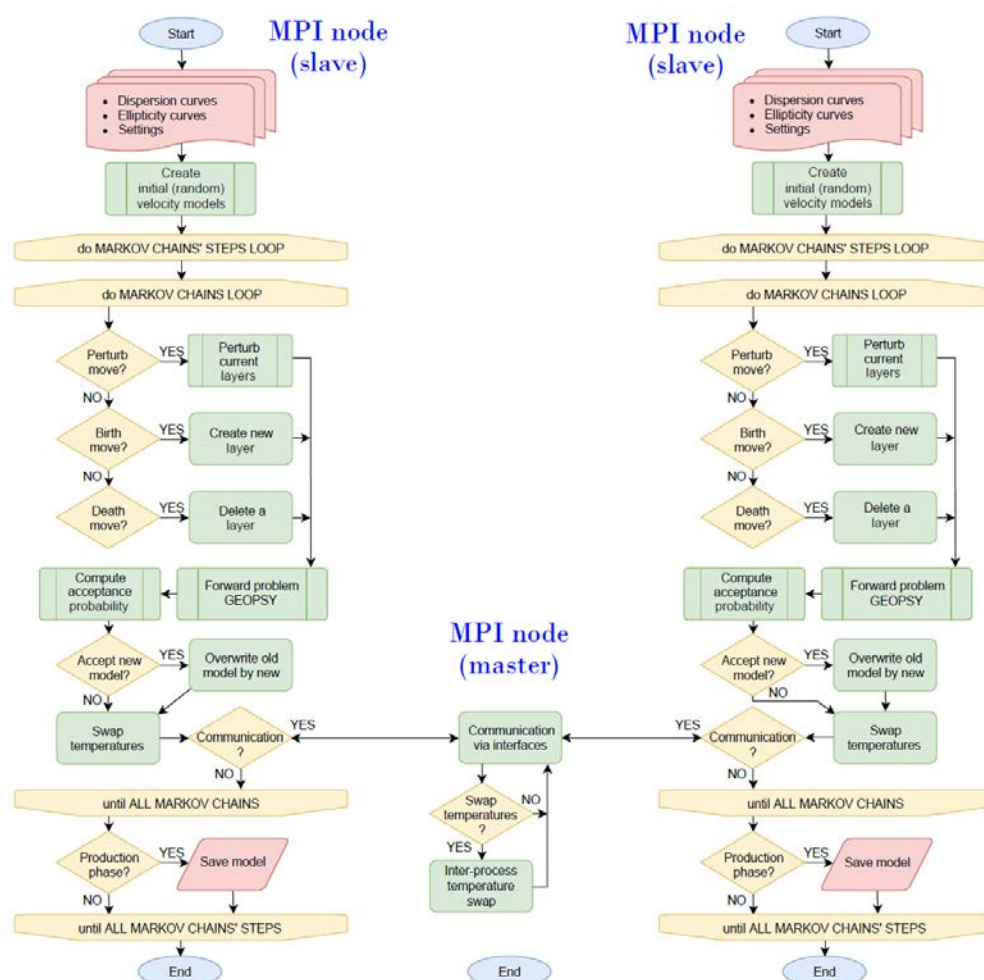 Start
MPI node
(slave)
• Dispersion curves
• Ellipticity curves
• Settings
Create
initial (random)
velocity models
do MARKOV CHAINS' STEPS LOOP
do MARKOV CHAINS LOOP
Perturb
move?
YES
Perturb
current
layers
NO
Birth
move?
YES
Create new
layer
NO
Death
move?
YES
Delete a
layer
Compute
acceptance
probability
Forward problem
GEOPSY
Accept new
model?
YES
Overwrite old
model by new
NO
Swap
temperatures
Communication
?
YES
NO
until ALL MARKOV CHAINS
Production
phase?
YES
Save model
NO
until ALL MARKOV CHAINS' STEPS
End
MPI node
(master)
Communication
via interfaces
Swap
temperatures
?
NO
YES
Inter-process
temperature
swap
End
MPI node
(slave)
Start
• Dispersion curves
• Ellipticity curves
• Settings
Create
initial (random)
velocity models
do MARKOV CHAINS' STEPS LOOP
do MARKOV CHAINS LOOP
Perturb
move?
YES
Perturb
current
layers
NO
Birth
move?
YES
Create new
layer
NO
Death
move?
YES
Delete a
layer
Compute
acceptance
probability
Forward problem
GEOPSY
Accept new
model?
YES
Overwrite old
model by new
NO
Swap
temperatures
YES
Communication
?
NO
until ALL MARKOV CHAINS
Production
phase?
YES
Save model
NO
until ALL MARKOV CHAINS' STEPS
End